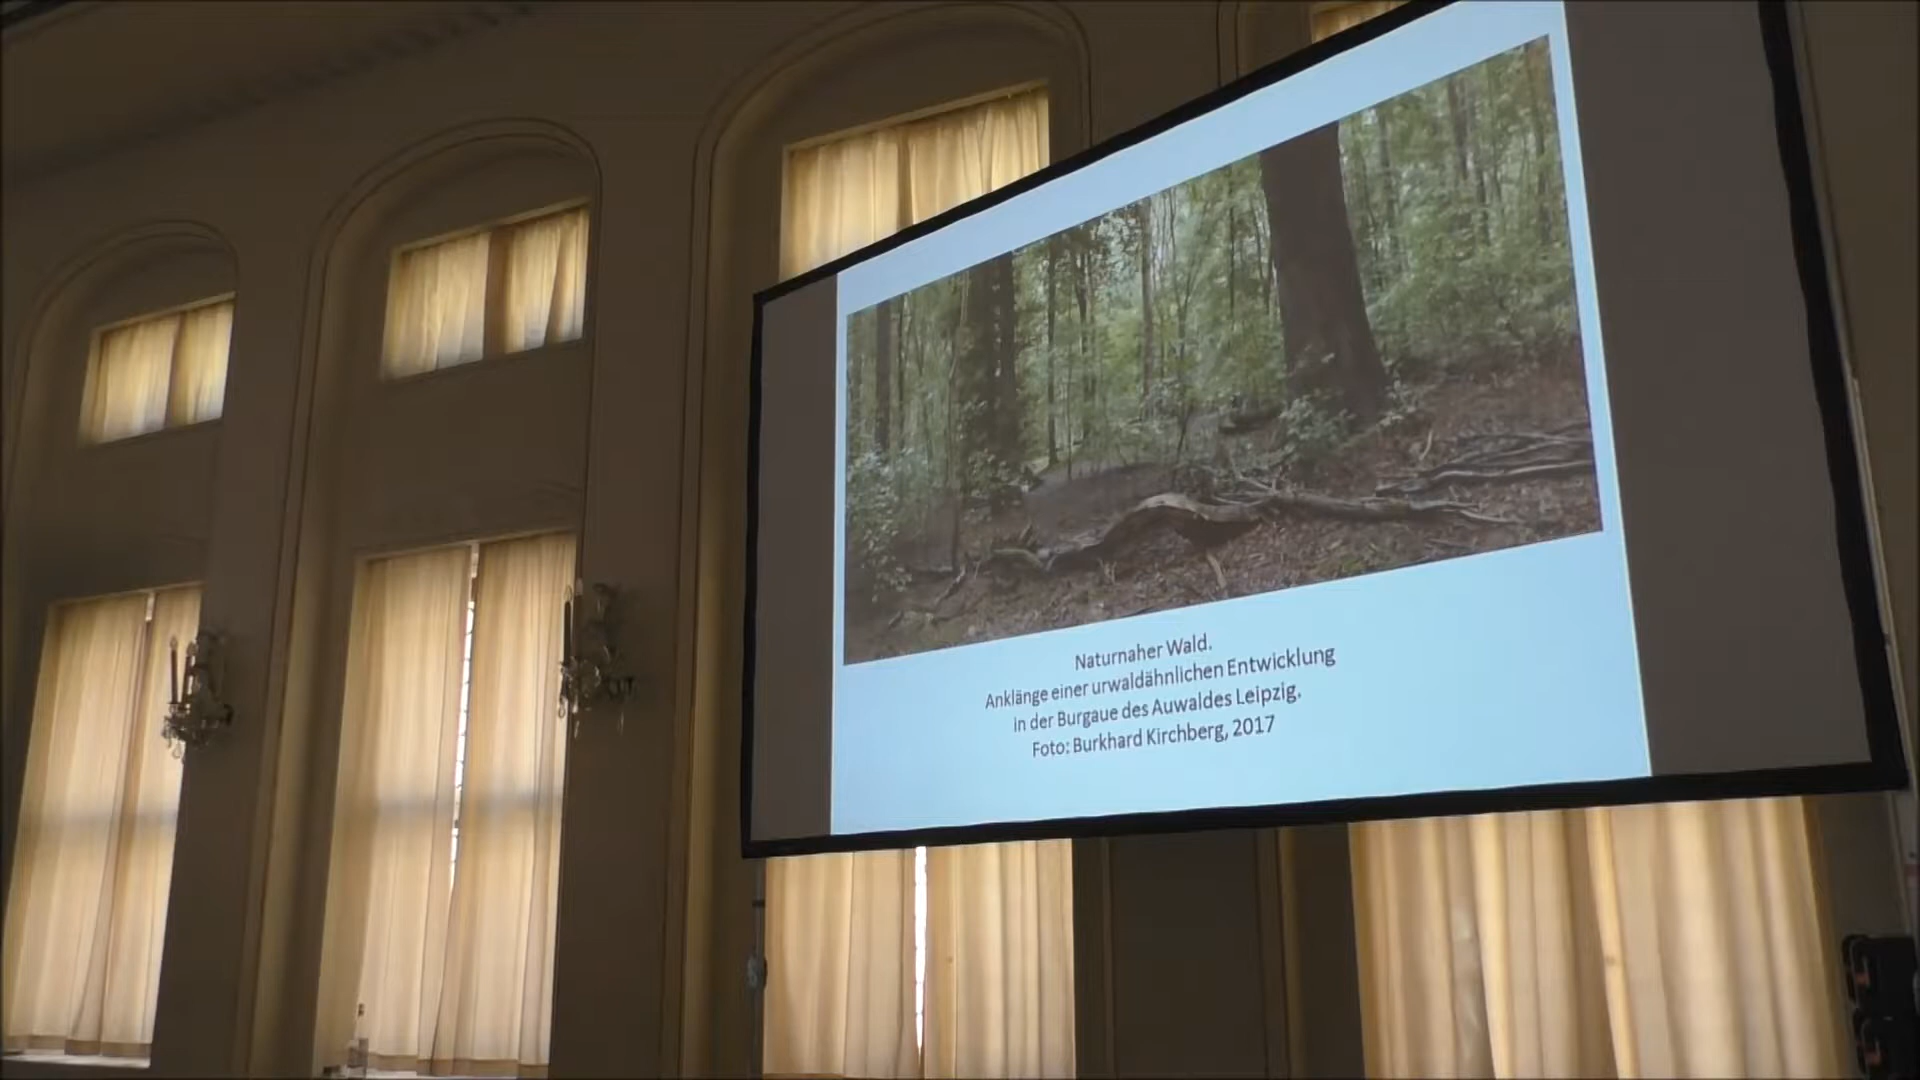 Naturnaher Wald.
Anklänge einer urwaldähnlichen Entwicklung
in der Burgaue des Auwaldes Leipzig.
Foto: Burkhard Kirchberg, 2017